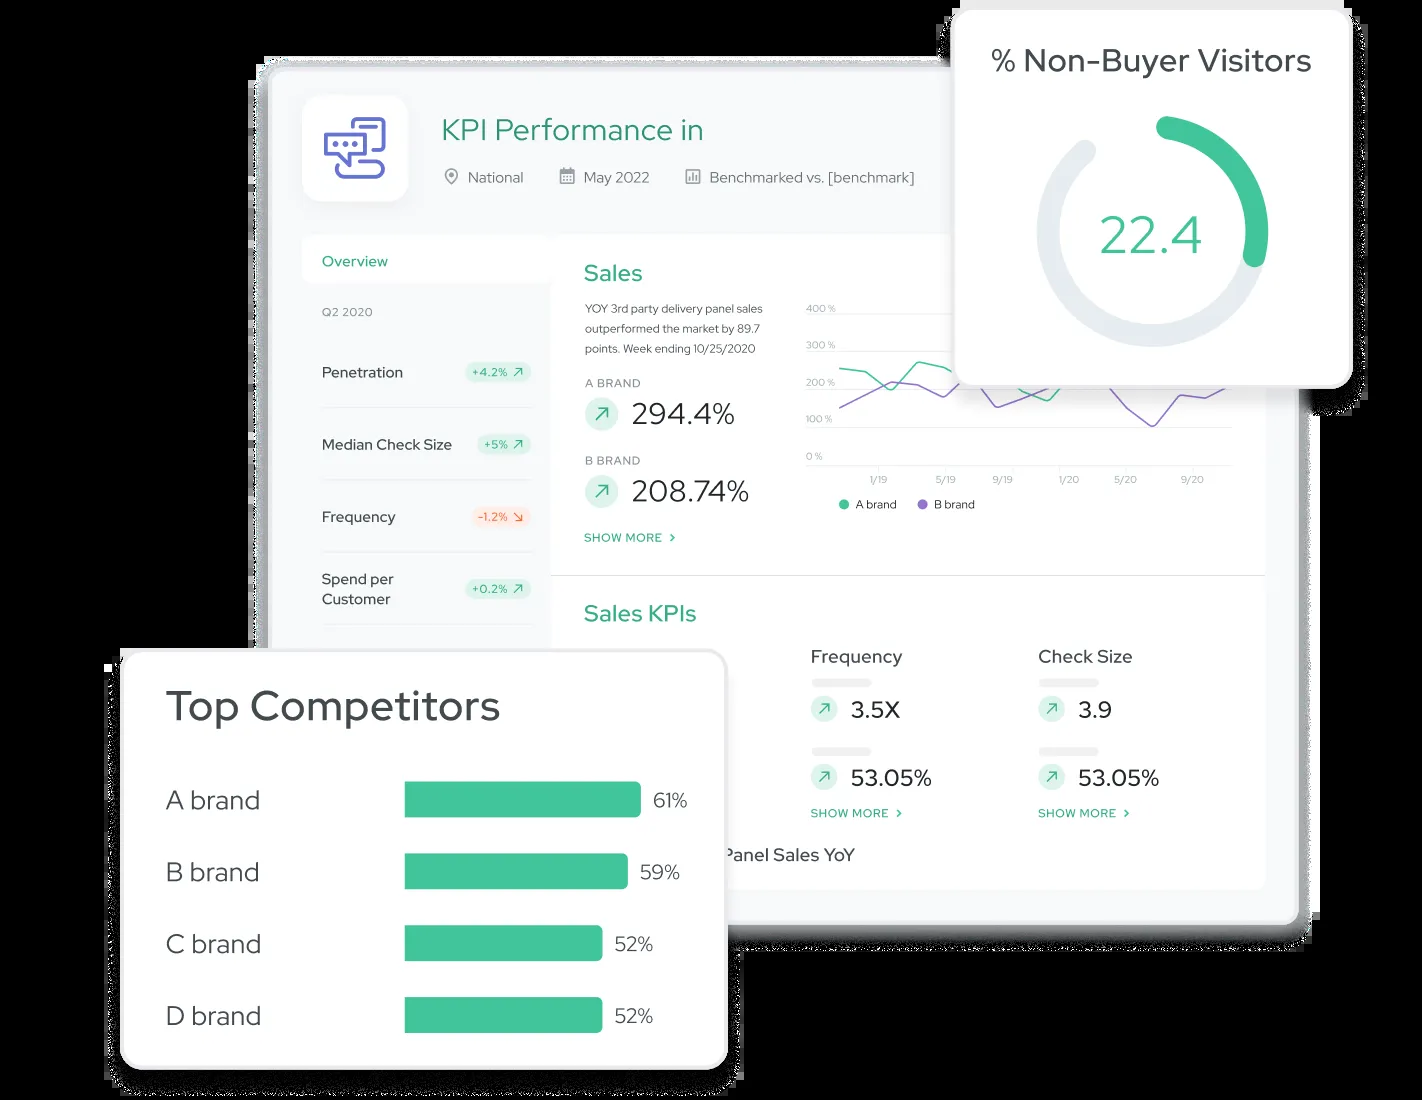 % Non-Buyer Visitors
22.4
KPI Performance in
National
May 2022
Benchmarked vs. [benchmark]
Overview
Q2 2020
Penetration
+4.2%
Median Check Size
+5%
Frequency
-1.2%
Spend per
Customer
+0.2%
Sales
YOY 3rd party delivery panel sales
outperformed the market by 89.7
points. Week ending 10/25/2020
A BRAND
294.4%
B BRAND
208.74%
SHOW MORE >
400 %
300 %
200 %
100 %
0 %
1/19
5/19
9/19
1/20
5/20
9/20
A brand
B brand
Sales KPIs
Frequency
3.5X
53.05%
SHOW MORE >
Check Size
3.9
53.05%
SHOW MORE >
Panel Sales YoY
Top Competitors
A brand
61%
B brand
59%
C brand
52%
D brand
52%